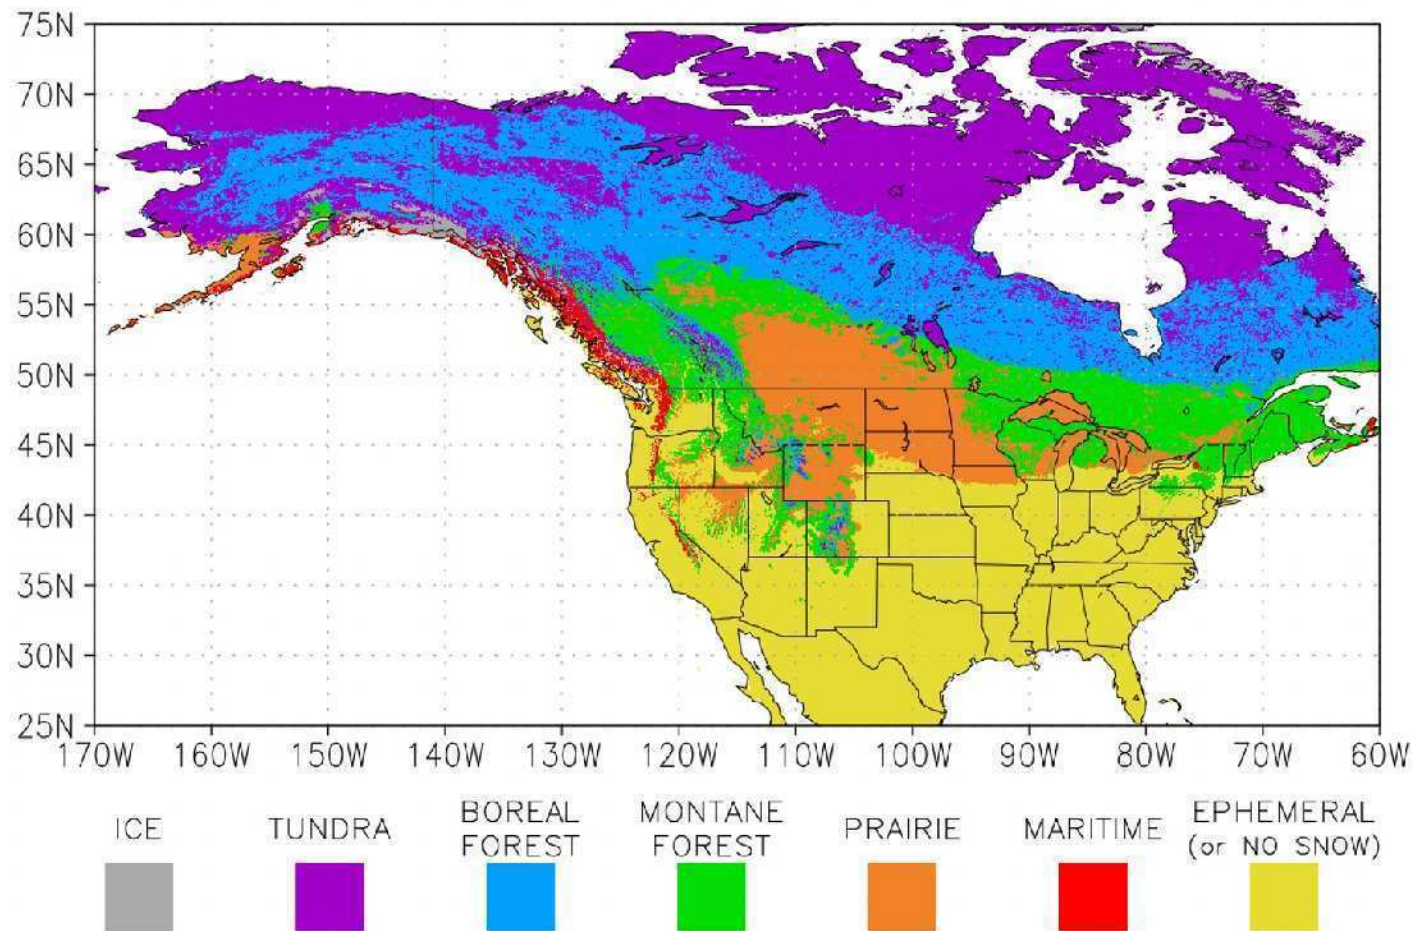 75N
70N
65N
60N
55N
50N
45N
40N
35N
30N
25N
170W 160W 150W 140W 130W 120W 110W 100W 90W 80W 70W 60W
ICE
TUNDRA
BOREAL
FOREST
MONTANE
FOREST
PRAIRIE
MARITIME
EPHEMERAL
(or NO SNOW)